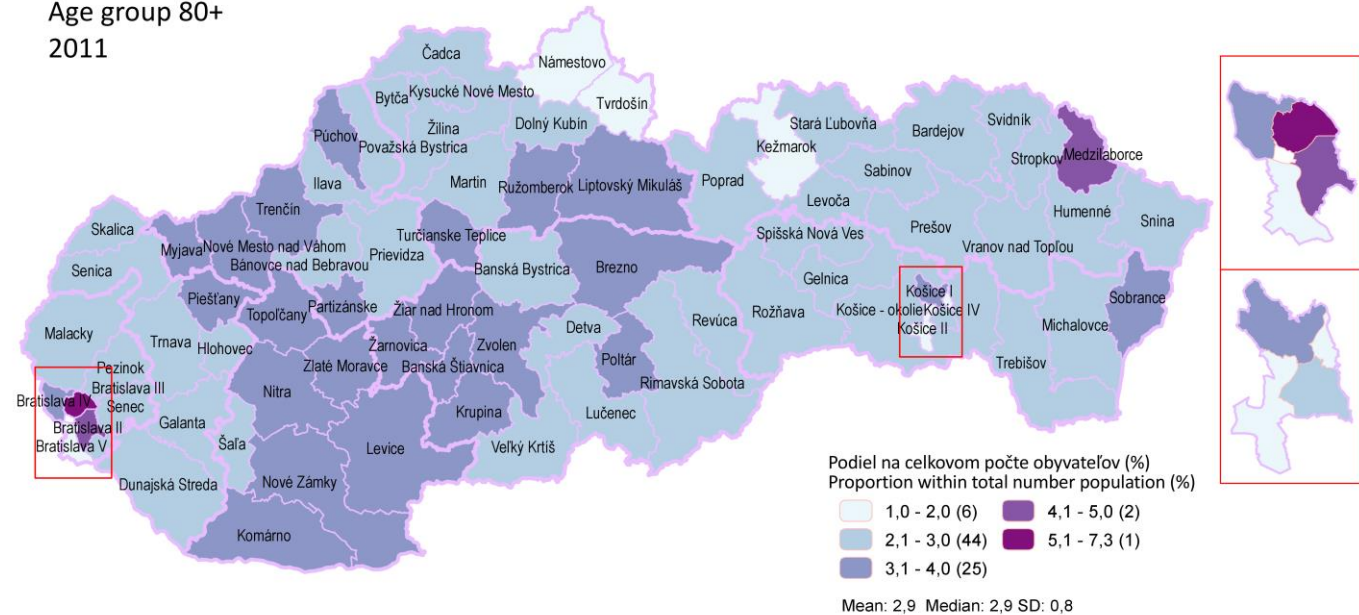 Age group 80+
2011
Čadca
Námestovo
Bytča
Kysucké Nové Mesto
Tvrdošín
Púchov
Žilina
Dolný Kubín
Považská Bystrica
Stará Ľubovňa
Bardejov
Svidník
Kežmarok
Stropkov
Medzilaborce
Ilava
Martin
Ružomberok
Liptovský Mikuláš
Poprad
Sabinov
Levoča
Trenčín
Humenné
Snina
Skalica
Myjava
Nové Mesto nad Váhom
Turčianske Teplice
Prešov
Spišská Nová Ves
Vranov nad Topľou
Prievidza
Bánovce nad Bebravou
Banská Bystrica
Brezno
Senica
Gelnica
Piešťany
Partizánske
Žiar nad Hronom
Košice I
Sobrance
Topoľčany
Košice - okolie
Košice IV
Rožňava
Malacky
Trnava
Hlohovec
Detva
Revúca
Košice II
Michalovce
Žarnovica
Zvolen
Poltár
Pezinok
Zlaté Moravce
Banská Štiavnica
Trebišov
Bratislava III
Nitra
Rimavská Sobota
Bratislava IV
Senec
Krupina
Lučenec
Galanta
Bratislava II
Šaľa
Levice
Veľký Krtíš
Bratislava V
Dunajská Streda
Nové Zámky
Komárno
Podiel na celkovom počte obyvateľov (%)
Proportion within total number population (%)
1,0 - 2,0 (6)
4,1 - 5,0 (2)
2,1 - 3,0 (44)
5,1 - 7,3 (1)
3,1 - 4,0 (25)
Mean: 2,9 Median: 2,9 SD: 0,8